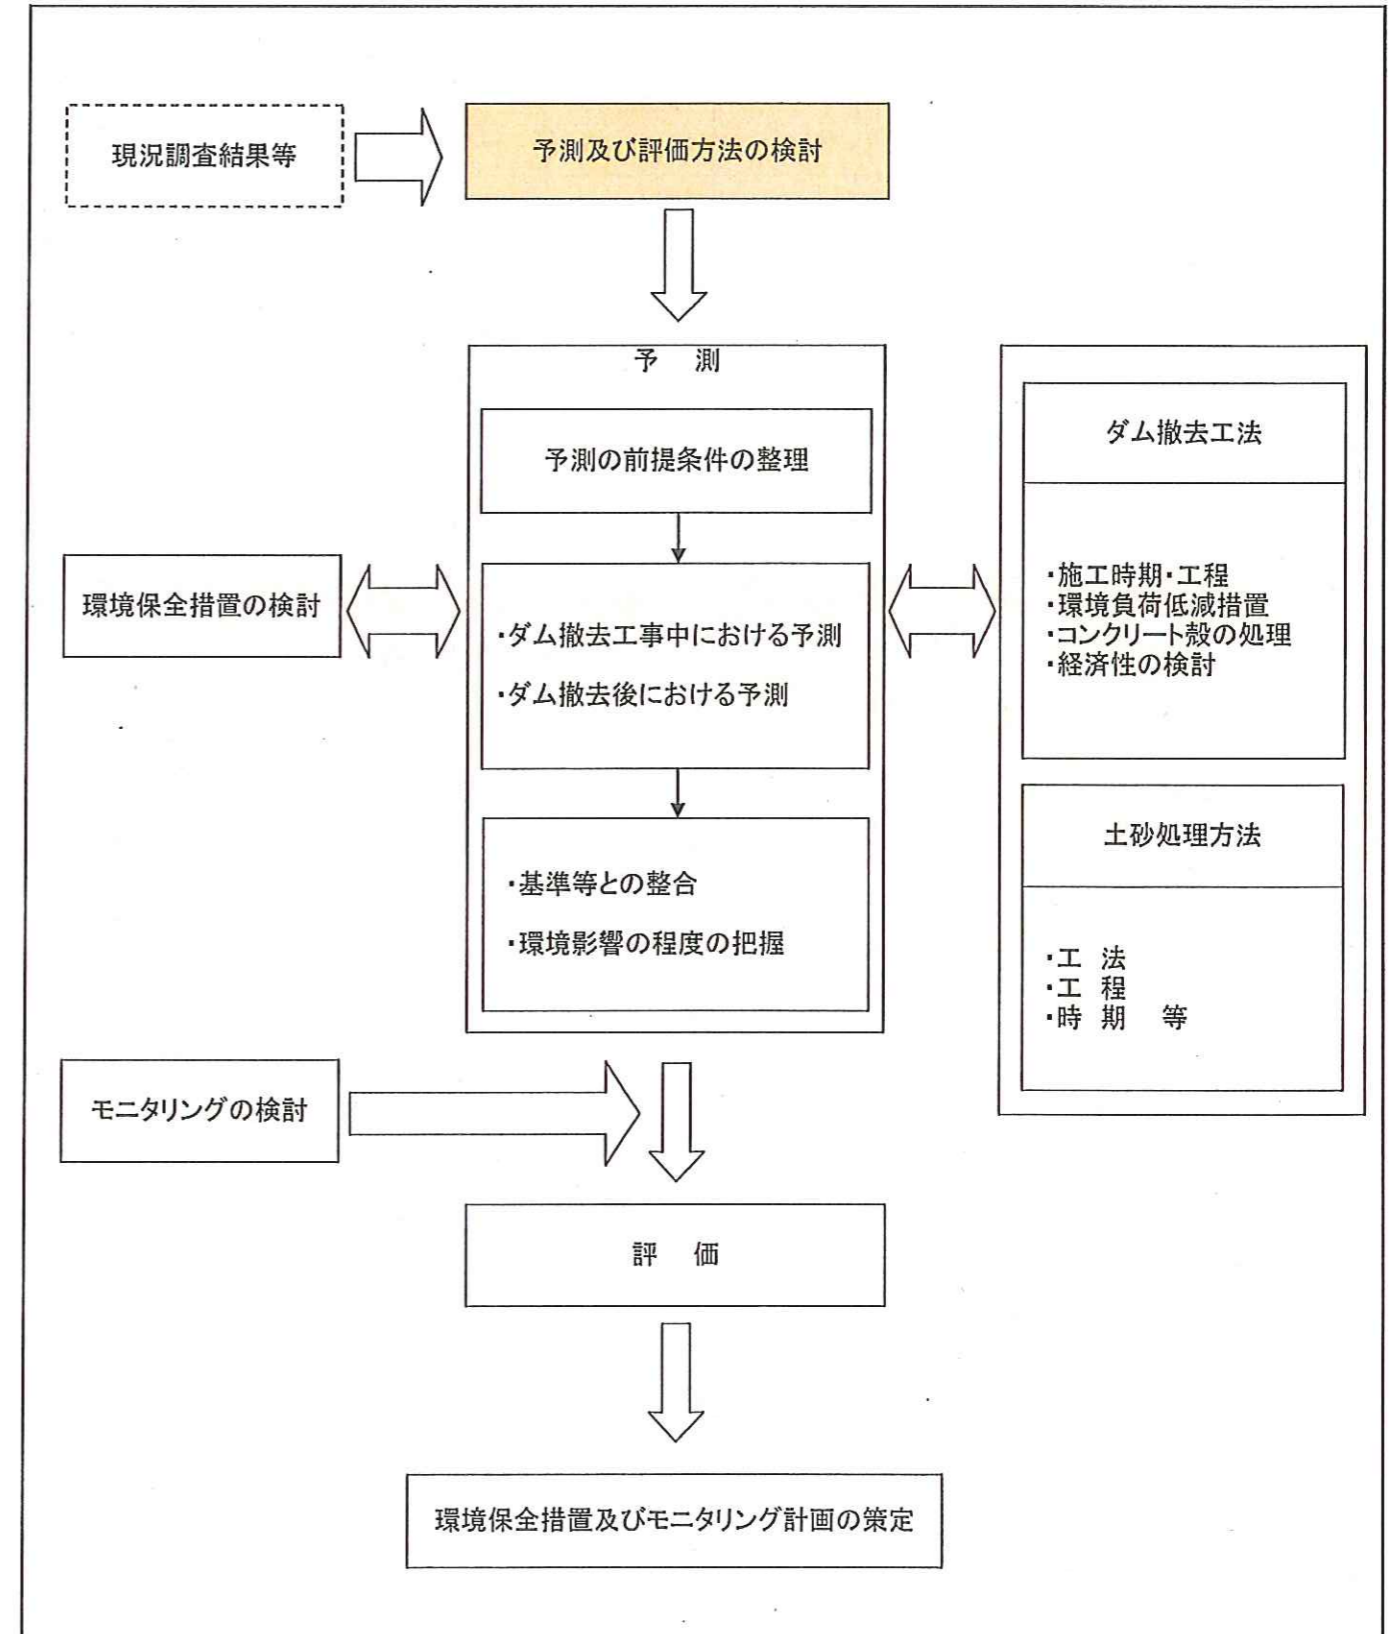 現況調査結果等
予測及び評価方法の検討
予 測
予測の前提条件の整理
・ダム撤去工事中における予測
・ダム撤去後における予測
・基準等との整合
・環境影響の程度の把握
環境保全措置の検討
ダム撤去工法
・施工時期・工程
・環境負荷低減措置
・コンクリート殻の処理
・経済性の検討
土砂処理方法
・工 法
・工 程
・時 期 等
モニタリングの検討
評 価
環境保全措置及びモニタリング計画の策定